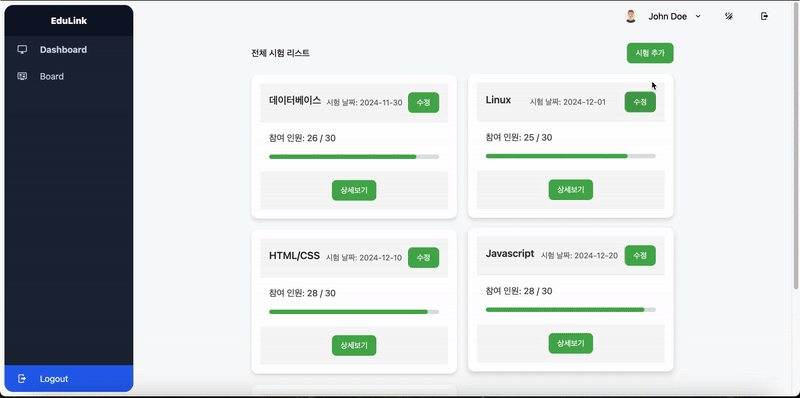 EduLink
Dashboard
Board
Logout
John Doe
전체 시험 리스트
시험 추가
데이터베이스 시험 날짜: 2024-11-30 수정
참여 인원: 26 / 30
상세보기
Linux 시험 날짜: 2024-12-01 수정
참여 인원: 25 / 30
상세보기
HTML/CSS 시험 날짜: 2024-12-10 수정
참여 인원: 28 / 30
상세보기
Javascript 시험 날짜: 2024-12-20 수정
참여 인원: 28 / 30
상세보기